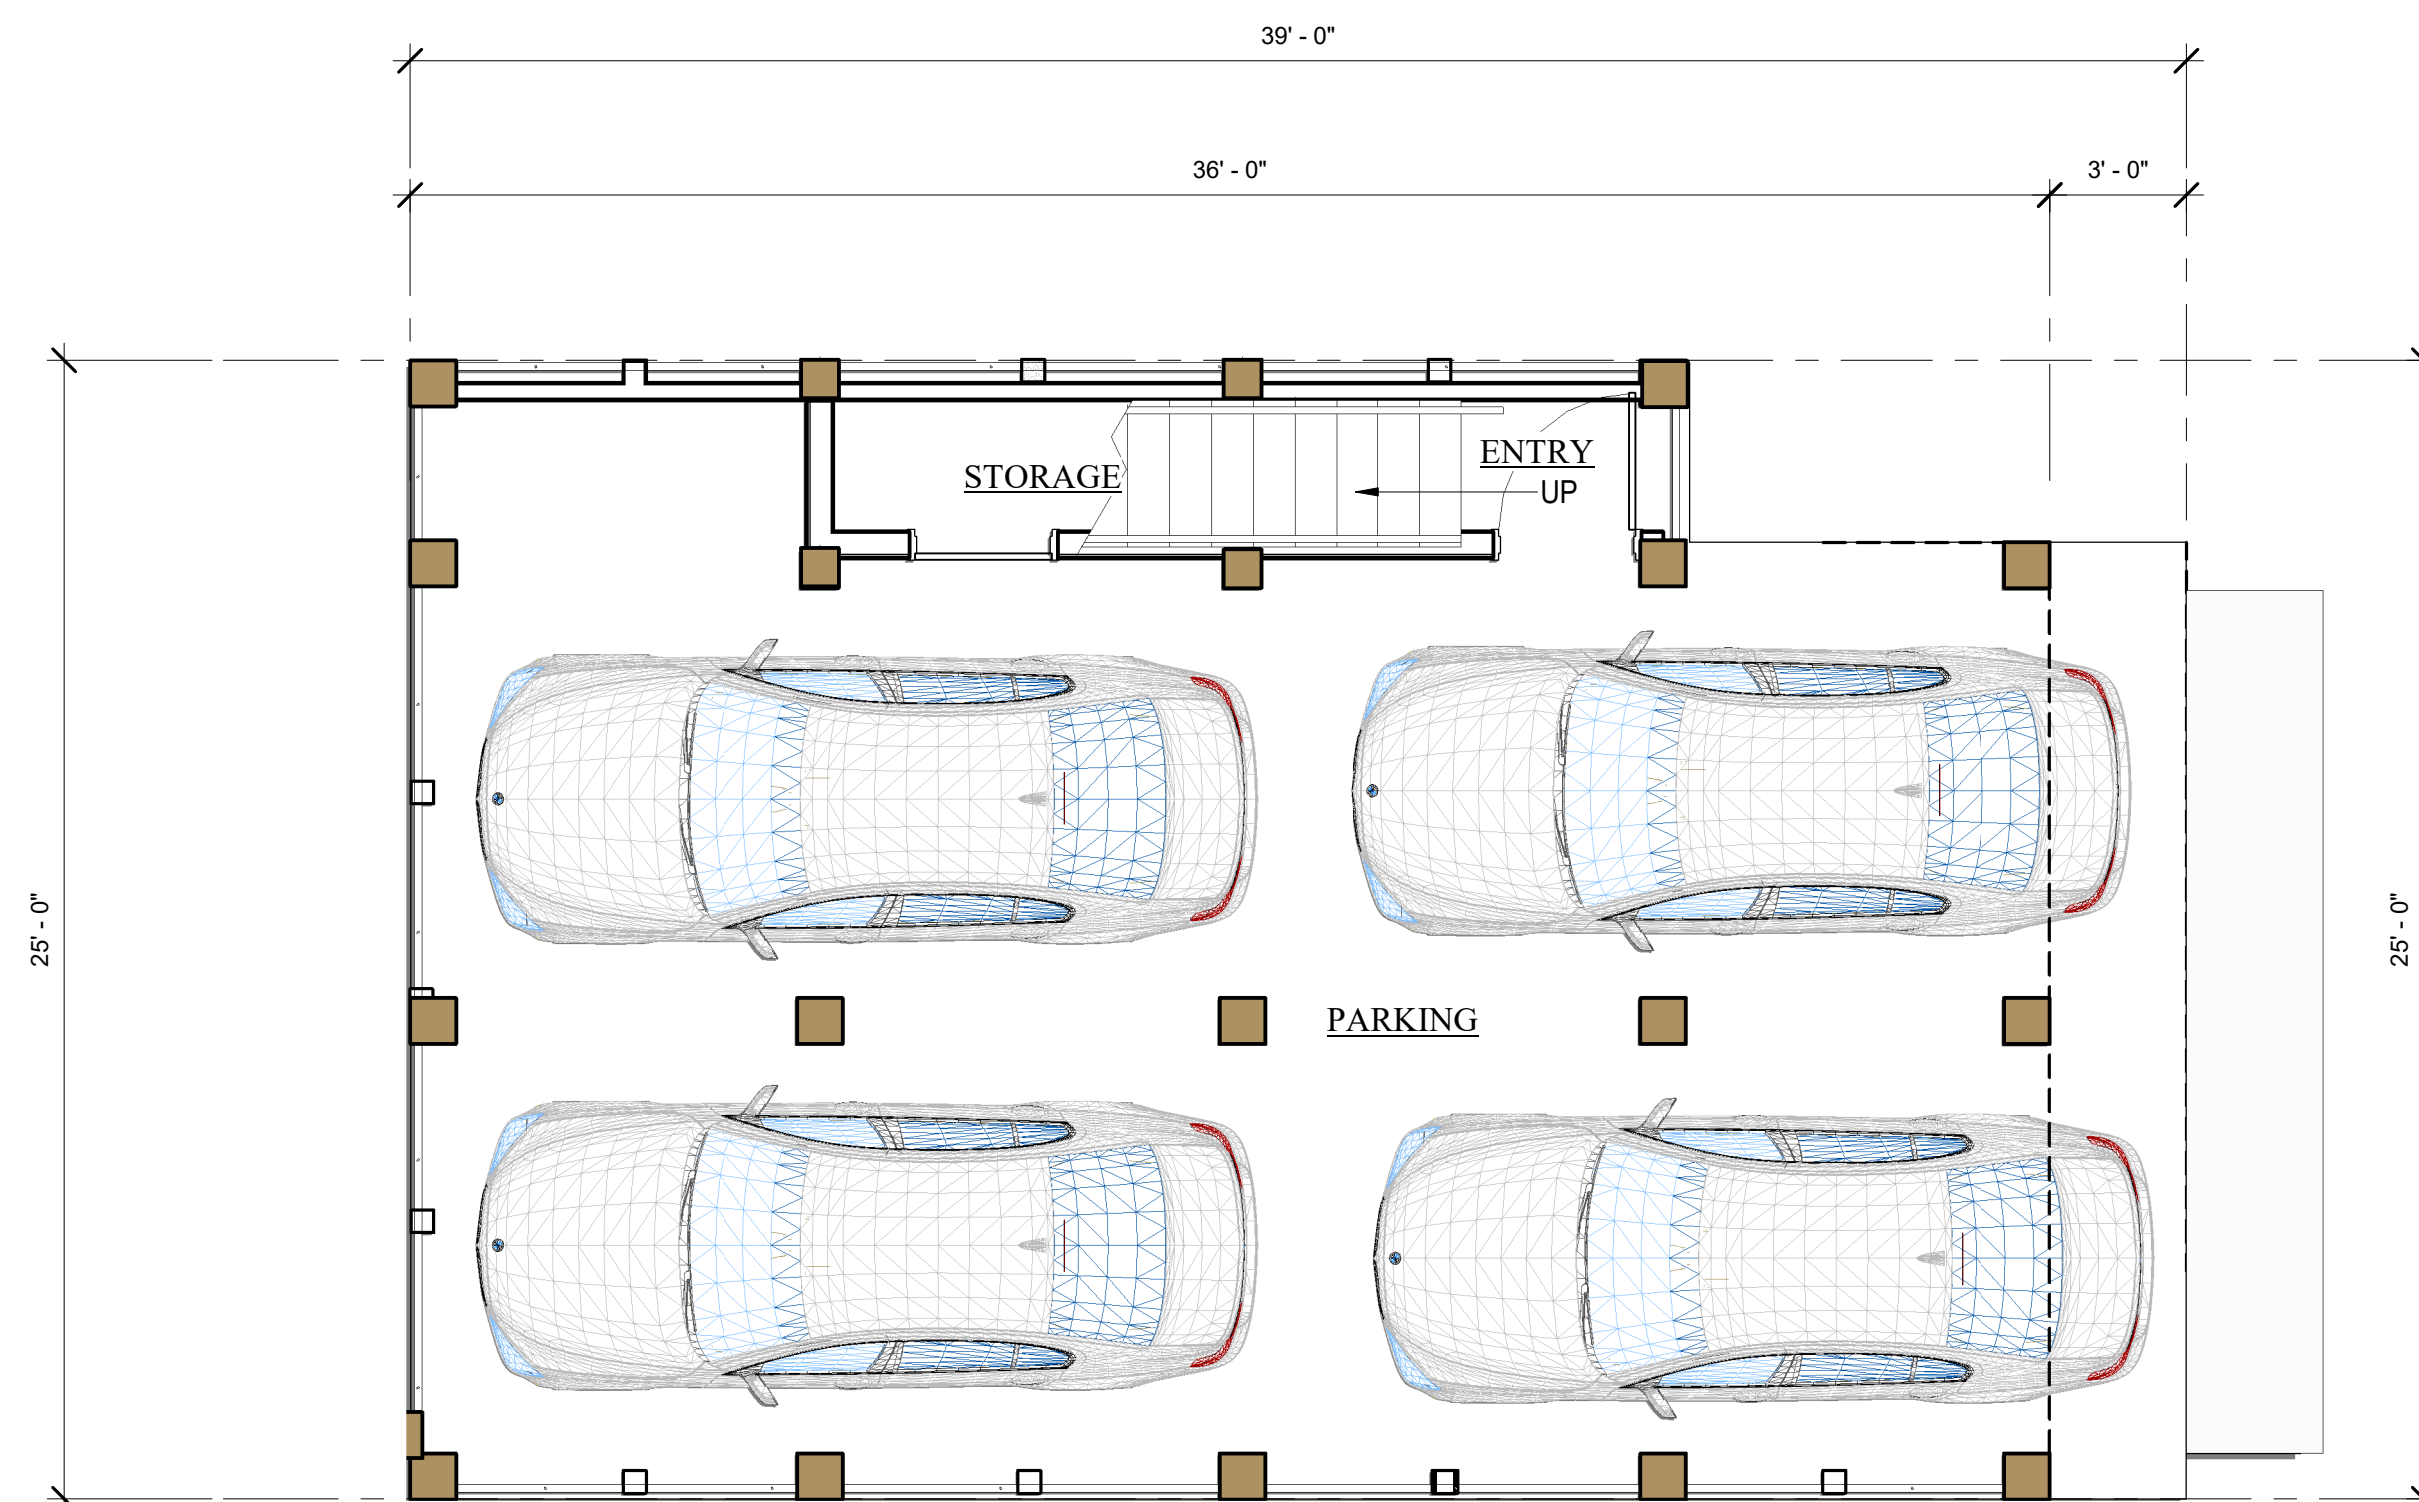 39' - 0"
36' - 0"
3' - 0"
ENTRY
STORAGE
UP
25' - 0"
25' - 0"
PARKING